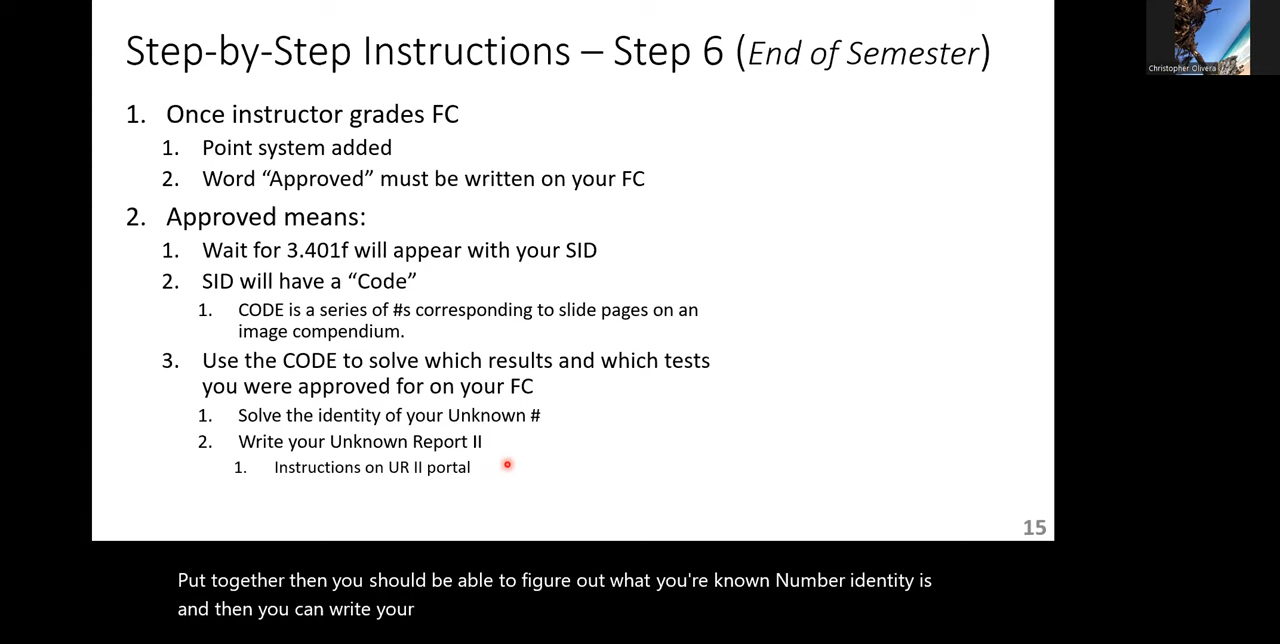 Step-by-Step Instructions – Step 6 (End of Semester)
Christopher Olivera
1. Once instructor grades FC
1. Point system added
2. Word “Approved” must be written on your FC
2. Approved means:
1. Wait for 3.401f will appear with your SID
2. SID will have a “Code”
1. CODE is a series of #s corresponding to slide pages on an
image compendium.
3. Use the CODE to solve which results and which tests
you were approved for on your FC
1. Solve the identity of your Unknown #
2. Write your Unknown Report II
1. Instructions on UR II portal
15
Put together then you should be able to figure out what you're known Number identity is
and then you can write your